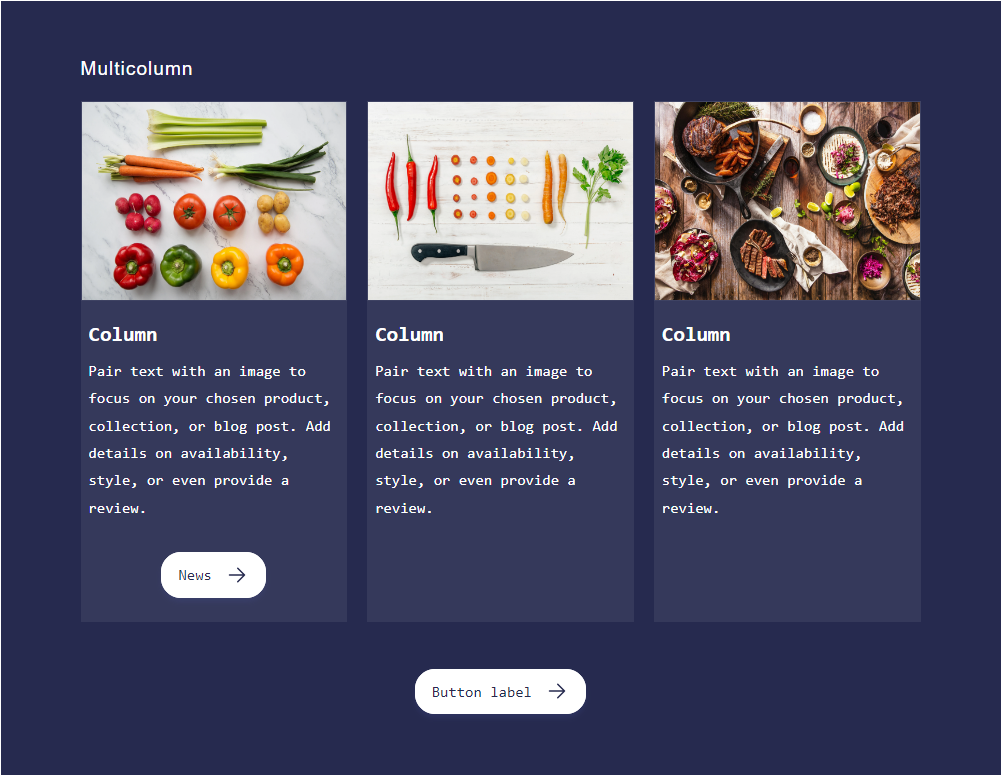 Multicolumn
Column
Pair text with an image to
focus on your chosen product,
collection, or blog post. Add
details on availability,
style, or even provide a
review.
News
Column
Pair text with an image to
focus on your chosen product,
collection, or blog post. Add
details on availability,
style, or even provide a
review.
Column
Pair text with an image to
focus on your chosen product,
collection, or blog post. Add
details on availability,
style, or even provide a
review.
Button label